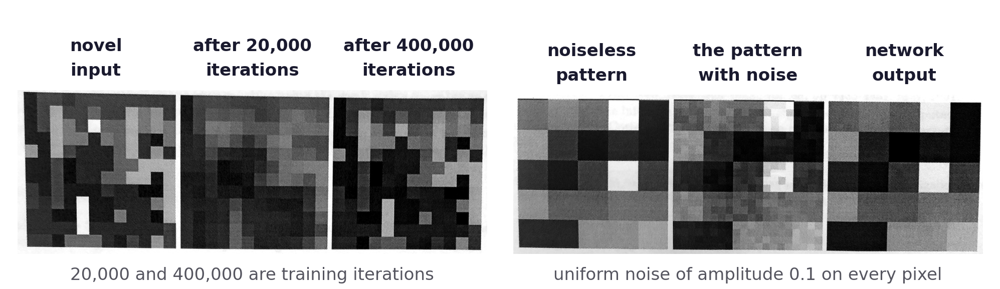 novel
input
after 20,000
iterations
after 400,000
iterations
20,000 and 400,000 are training iterations
noiseless
pattern
the pattern
with noise
network
output
uniform noise of amplitude 0.1 on every pixel